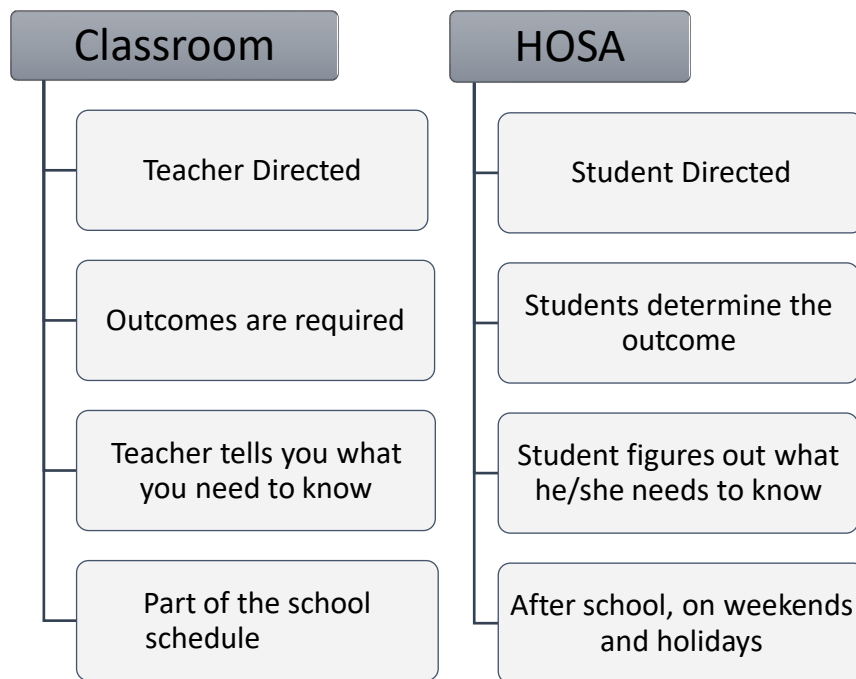 Classroom
Teacher Directed
Outcomes are required
Teacher tells you what
you need to know
Part of the school
schedule
HOSA
Student Directed
Students determine the
outcome
Student figures out what
he/she needs to know
After school, on weekends
and holidays